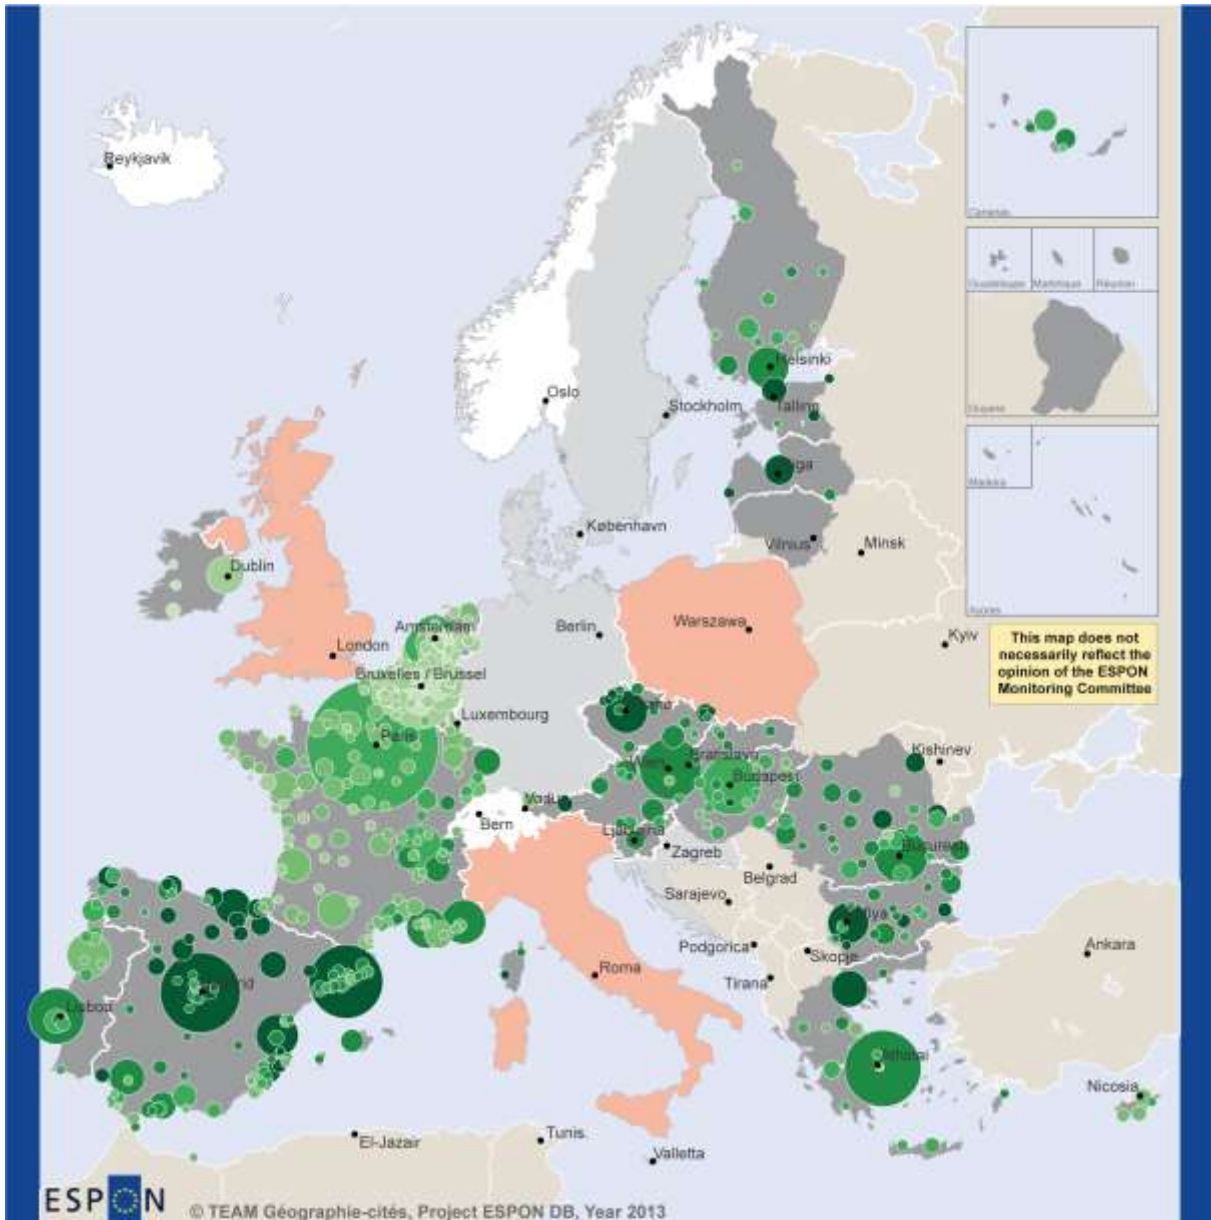 Reykjavik
Canarias
Guadeloupe
Martinique
Réunion
Helsinki
Oslo
Tallinn
Stockholm
Guyane
Madeira
København
Vilnius
Minsk
Dublin
Açores
Amsterdam
Berlin
Warszawa
Kyiv
London
This map does not
necessarily reflect the
opinion of the ESPON
Monitoring Committee
Bruxelles / Brussel
Luxembourg
Paris
Kishinev
Bratislava
Wien
Budapest
Vaduz
Bern
Ljubljana
Zagreb
Bucuresti
Belgrad
Sarajevo
Podgorica
Skopje
Ankara
Roma
Tirana
Madrid
Lisboa
Athinai
Nicosia
El-Jazair
Tunis.
Valletta
ESPON
© TEAM Géographie-cités, Project ESPON DB, Year 2013